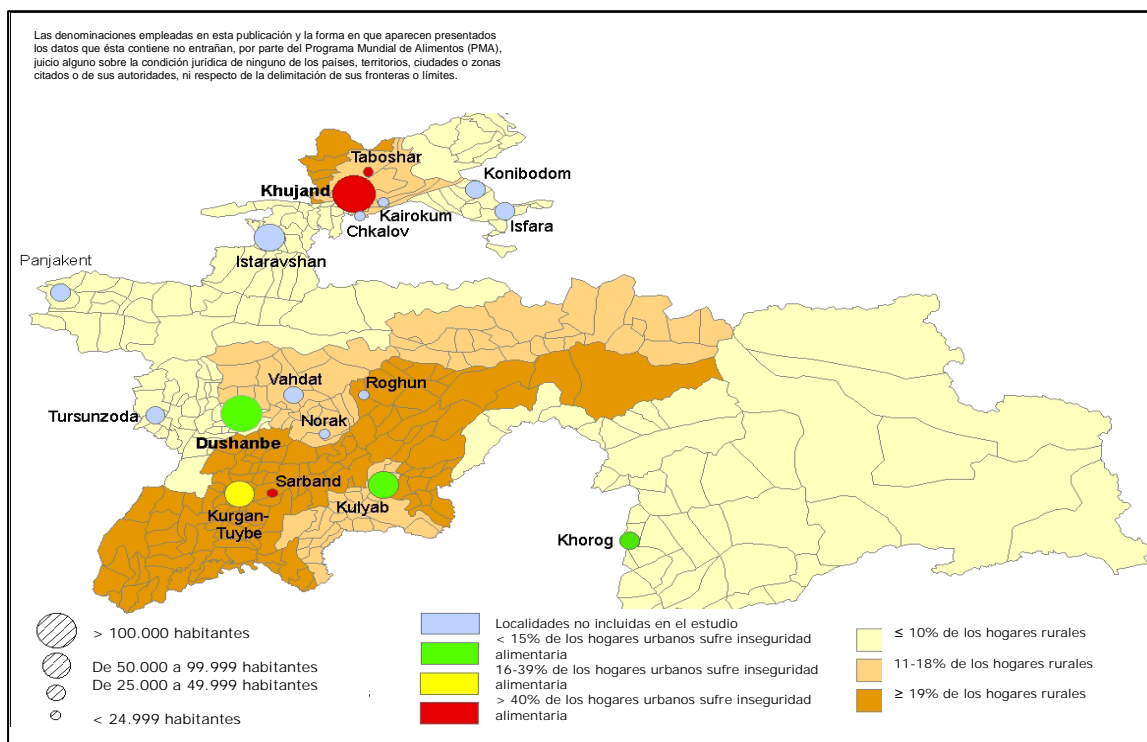 Las denominaciones empleadas en esta publicación y la forma en que aparecen presentados
los datos que ésta contiene no entrañan, por parte del Programa Mundial de Alimentos (PMA),
juicio alguno sobre la condición jurídica de ninguno de los países, territorios, ciudades o zonas
citados o de sus autoridades, ni respecto de la delimitación de sus fronteras o límites.
Taboshar
Konibodom
Khujand
Kairokum
Isfara
Chkalov
Istaravshan
Panjakent
Vahdat
Roghun
Tursunzoda
Norak
Dushanbe
Sarband
Kulyab
Kurgan-
Tuybe
Khorog
> 100.000 habitantes
De 50.000 a 99.999 habitantes
De 25.000 a 49.999 habitantes
< 24.999 habitantes
Localidades no incluidas en el estudio
< 15% de los hogares urbanos sufre inseguridad
alimentaria
16-39% de los hogares urbanos sufre inseguridad
alimentaria
> 40% de los hogares urbanos sufre inseguridad
alimentaria
≤ 10% de los hogares rurales
11-18% de los hogares rurales
≥ 19% de los hogares rurales